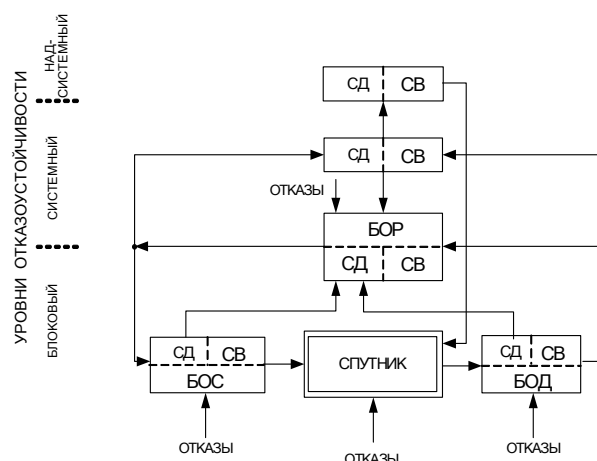 УРОВНИ ОТКАЗОУСТОЙЧИВОСТИ
НАД-
СИСТЕМНЫЙ
СИСТЕМНЫЙ
БЛОКОВЫЙ
СД СВ
СД СВ
ОТКАЗЫ
БОР
СД СВ
СД СВ
БОС
СПУТНИК
СД СВ
БОД
ОТКАЗЫ
ОТКАЗЫ
ОТКАЗЫ